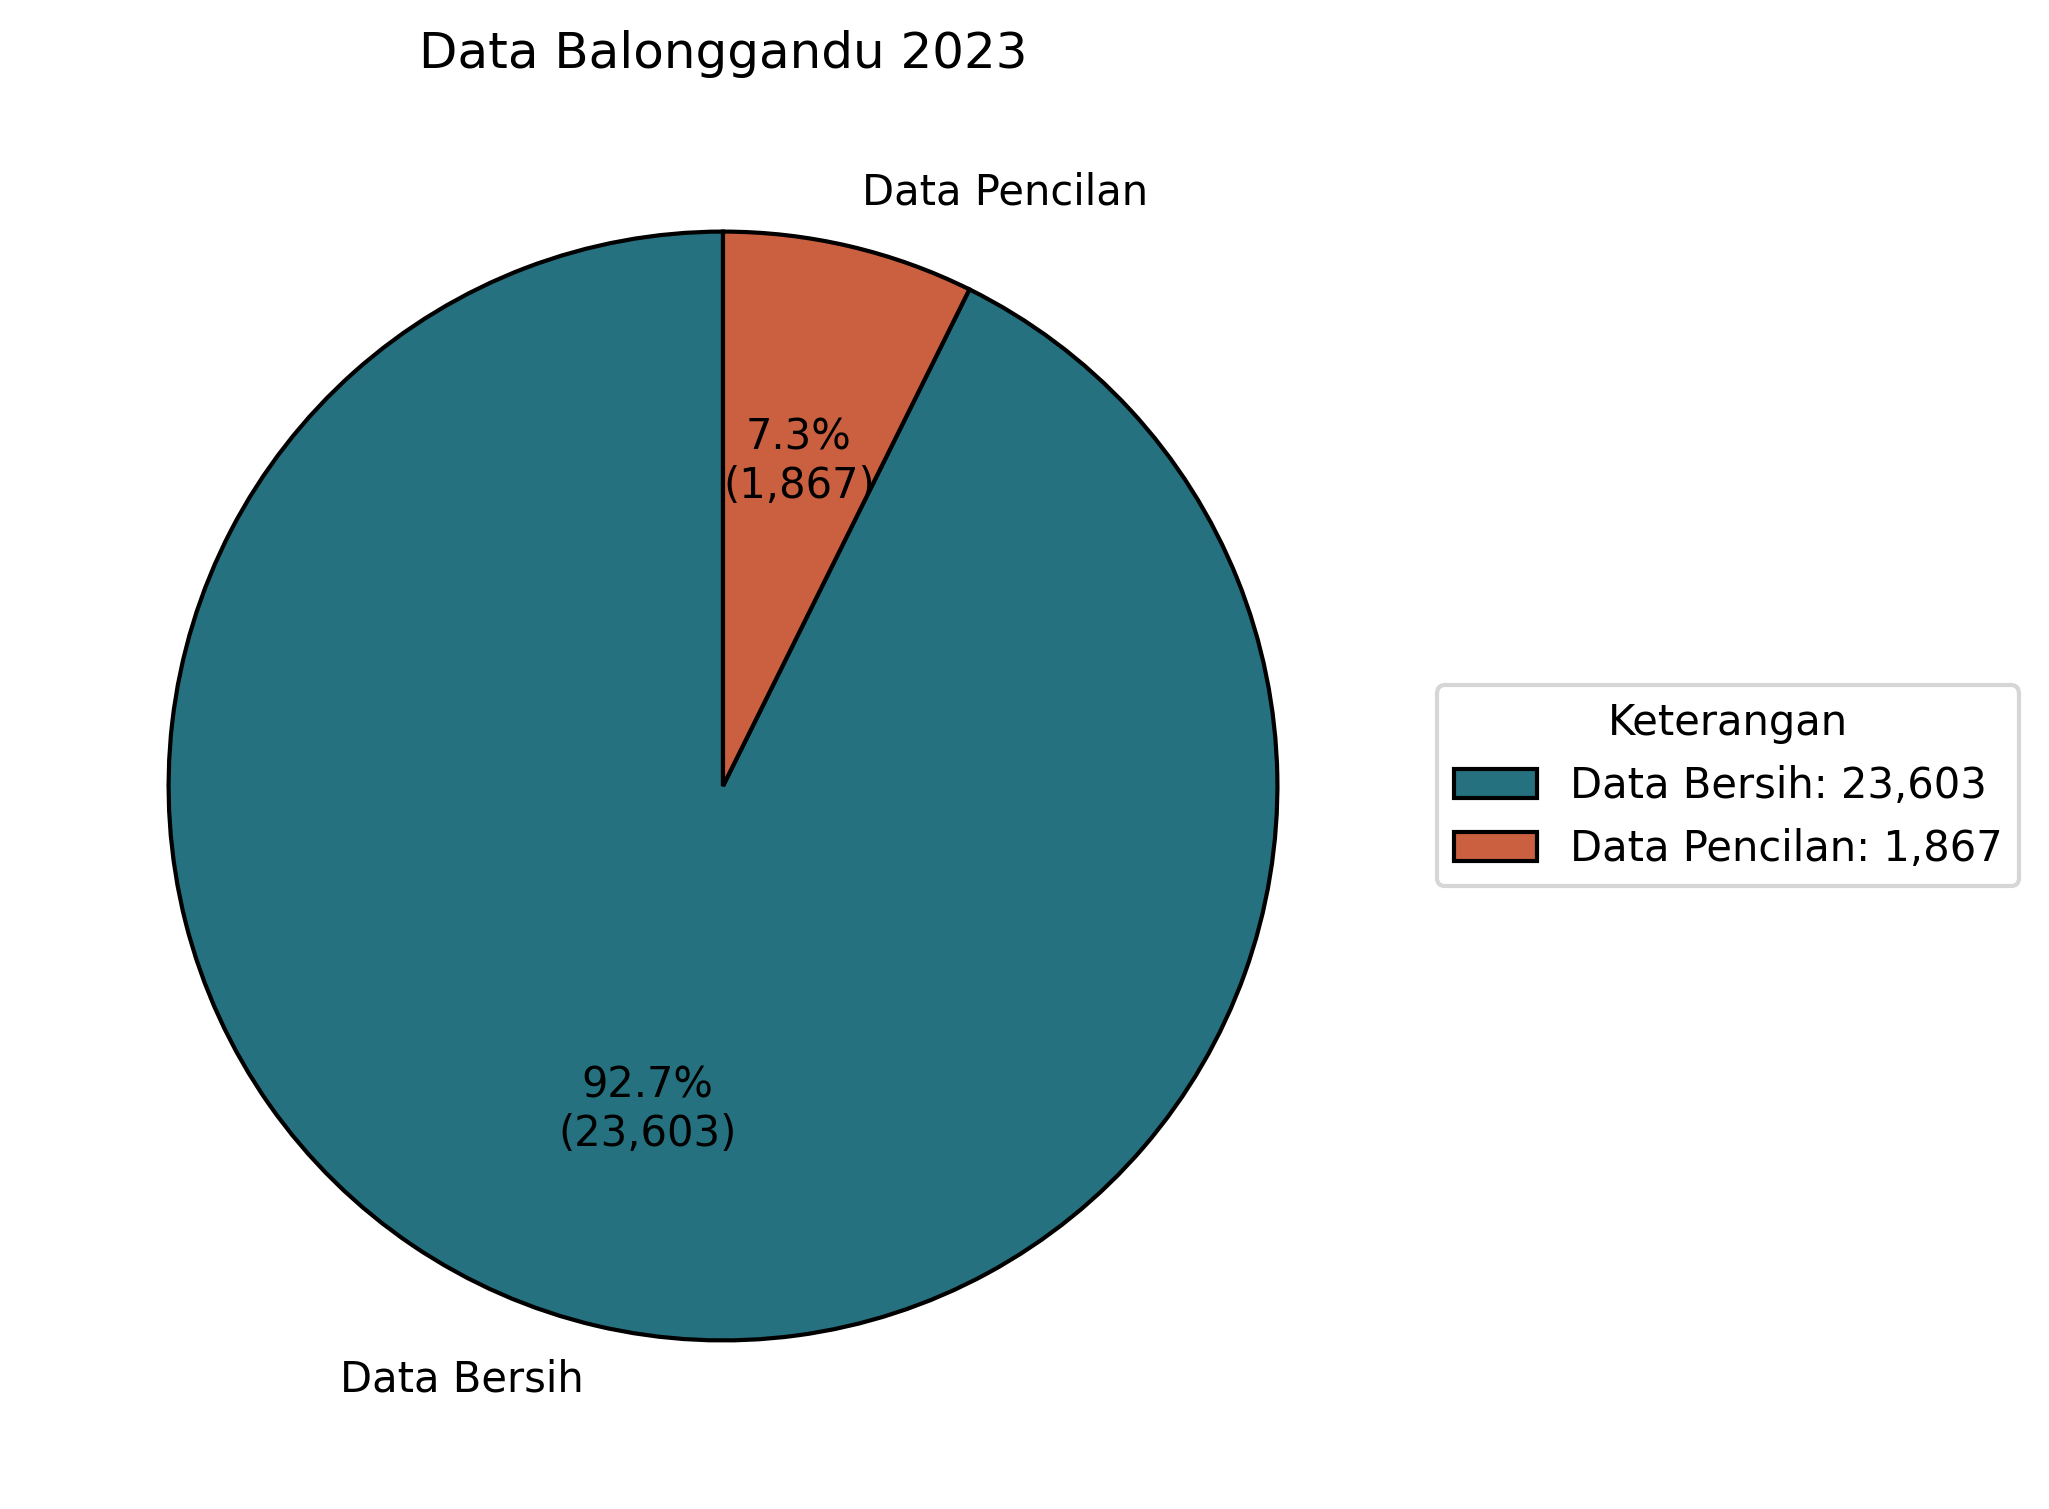 Data Balonggandu 2023
Data Pencilan
7.3%
(1,867)
Keterangan
Data Bersih: 23,603
Data Pencilan: 1,867
92.7%
(23,603)
Data Bersih